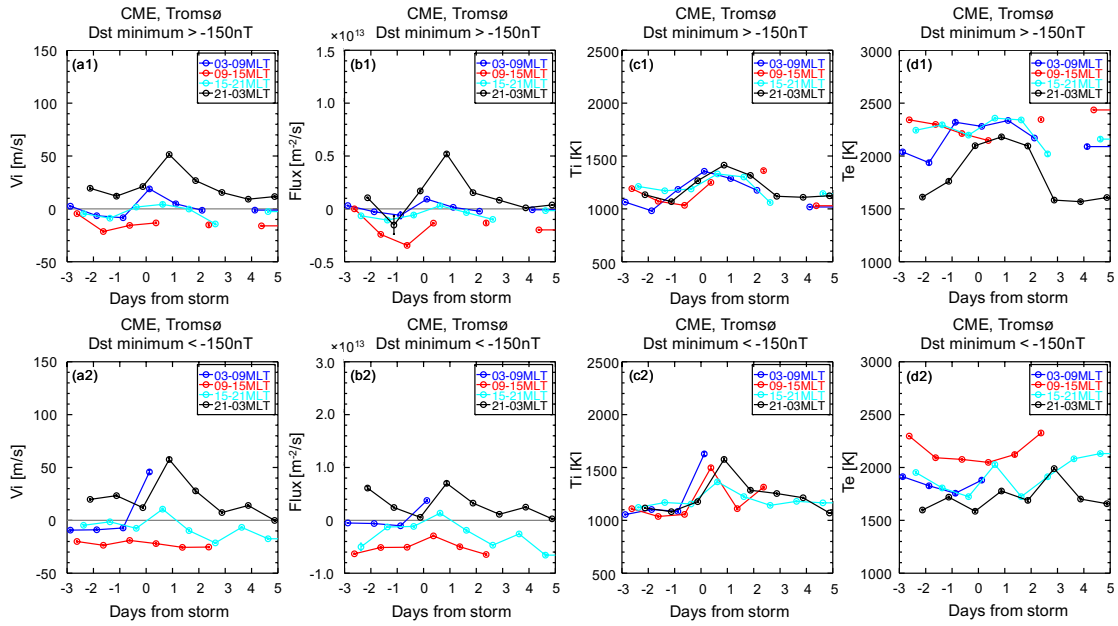 CME, Tromsø
Dst minimum > -150nT
(a1)
03-09MLT
09-15MLT
15-21MLT
21-03MLT
Vi [m/s]
150
100
50
0
-50
-3 -2 -1 0 1 2 3 4 5
Days from storm
CME, Tromsø
Dst minimum > -150nT
×10¹³
(b1)
03-09MLT
09-15MLT
15-21MLT
21-03MLT
Flux [m⁻²/s]
1.5
1.0
0.5
0.0
-0.5
-3 -2 -1 0 1 2 3 4 5
Days from storm
CME, Tromsø
Dst minimum > -150nT
(c1)
03-09MLT
09-15MLT
15-21MLT
21-03MLT
Ti [K]
2500
2000
1500
1000
500
-3 -2 -1 0 1 2 3 4 5
Days from storm
CME, Tromsø
Dst minimum > -150nT
(d1)
03-09MLT
09-15MLT
15-21MLT
21-03MLT
Te [K]
3000
2500
2000
1500
1000
-3 -2 -1 0 1 2 3 4 5
Days from storm
CME, Tromsø
Dst minimum < -150nT
(a2)
03-09MLT
09-15MLT
15-21MLT
21-03MLT
Vi [m/s]
150
100
50
0
-50
-3 -2 -1 0 1 2 3 4 5
Days from storm
CME, Tromsø
Dst minimum < -150nT
×10¹³
(b2)
03-09MLT
09-15MLT
15-21MLT
21-03MLT
Flux [m⁻²/s]
3.0
2.0
1.0
0.0
-1.0
-3 -2 -1 0 1 2 3 4 5
Days from storm
CME, Tromsø
Dst minimum < -150nT
(c2)
03-09MLT
09-15MLT
15-21MLT
21-03MLT
Ti [K]
2500
2000
1500
1000
500
-3 -2 -1 0 1 2 3 4 5
Days from storm
CME, Tromsø
Dst minimum < -150nT
(d2)
03-09MLT
09-15MLT
15-21MLT
21-03MLT
Te [K]
3000
2500
2000
1500
1000
-3 -2 -1 0 1 2 3 4 5
Days from storm